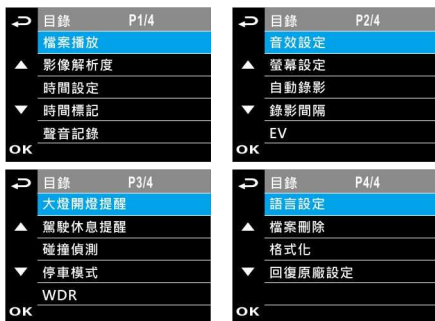 目錄 P1/4
檔案播放
影像解析度
時間設定
時間標記
聲音記錄
OK
目錄 P2/4
音效設定
螢幕設定
自動錄影
錄影間隔
EV
OK
目錄 P3/4
大燈開燈提醒
駕駛休息提醒
碰撞偵測
停車模式
WDR
OK
目錄 P4/4
語言設定
檔案刪除
格式化
回復原廠設定
OK